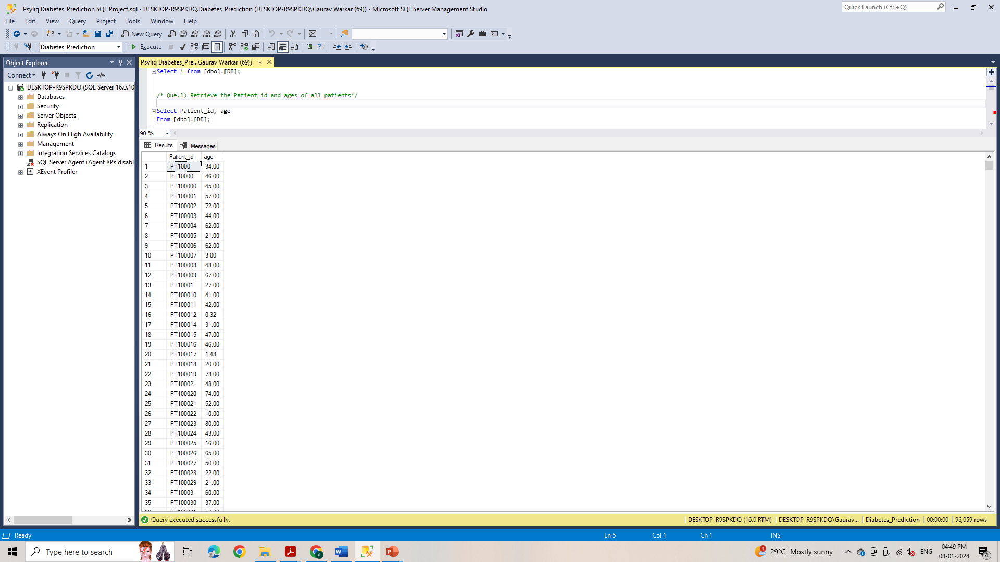 Psyliq Diabetes_Prediction SQL Project.sql - DESKTOP-R9SPKDQ.Diabetes_Prediction (DESKTOP-R9SPKDQ\Gaurav Warkar (69)) - Microsoft SQL Server Management Studio
Quick Launch (Ctrl+Q)
File Edit View Query Project Tools Window Help
New Query
MDX DMX XMLA DAX
Diabetes_Prediction
Execute
Object Explorer
Psyliq Diabetes_Pre...Gaurav Warkar (69))
Connect
DESKTOP-R9SPKDQ (SQL Server 16.0.10
Databases
Security
Server Objects
Replication
Always On High Availability
Management
Integration Services Catalogs
SQL Server Agent (Agent XPs disabl
XEvent Profiler
Select * from [dbo].[DB];
/* Que.1) Retrieve the Patient_id and ages of all patients*/
Select Patient_id, age
From [dbo].[DB];
90 %
Results Messages
Patient_id age
1 PT1000 34.00
2 PT10000 46.00
3 PT100000 45.00
4 PT100001 57.00
5 PT100002 72.00
6 PT100003 44.00
7 PT100004 62.00
8 PT100005 21.00
9 PT100006 62.00
10 PT100007 3.00
11 PT100008 48.00
12 PT100009 67.00
13 PT10001 27.00
14 PT100010 41.00
15 PT100011 42.00
16 PT100012 0.32
17 PT100014 31.00
18 PT100015 47.00
19 PT100016 46.00
20 PT100017 1.48
21 PT100018 20.00
22 PT100019 78.00
23 PT10002 48.00
24 PT100020 74.00
25 PT100021 52.00
26 PT100022 10.00
27 PT100023 80.00
28 PT100024 43.00
29 PT100025 16.00
30 PT100026 65.00
31 PT100027 50.00
32 PT100028 22.00
33 PT100029 21.00
34 PT10003 60.00
35 PT100030 37.00
Query executed successfully.
DESKTOP-R9SPKDQ (16.0 RTM) DESKTOP-R9SPKDQ\Gaurav... Diabetes_Prediction 00:00:00 96,059 rows
Ready Ln 5 Col 1 Ch 1 INS
Type here to search
1 29°C Mostly sunny ENG
04:49 PM
08-01-2024
4